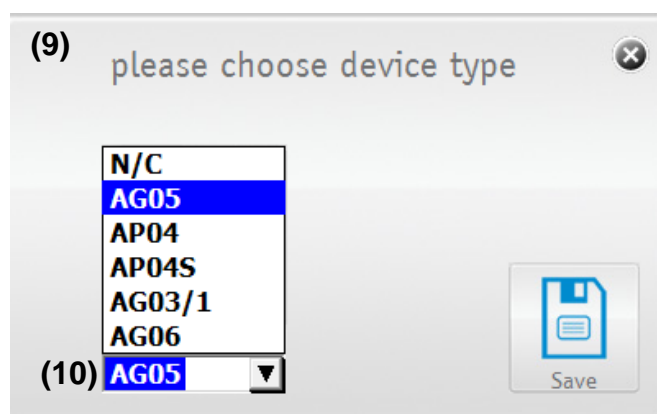 (9)
please choose device type
N/C
AG05
AP04
AP04S
AG03/1
AG06
(10) AG05
Save